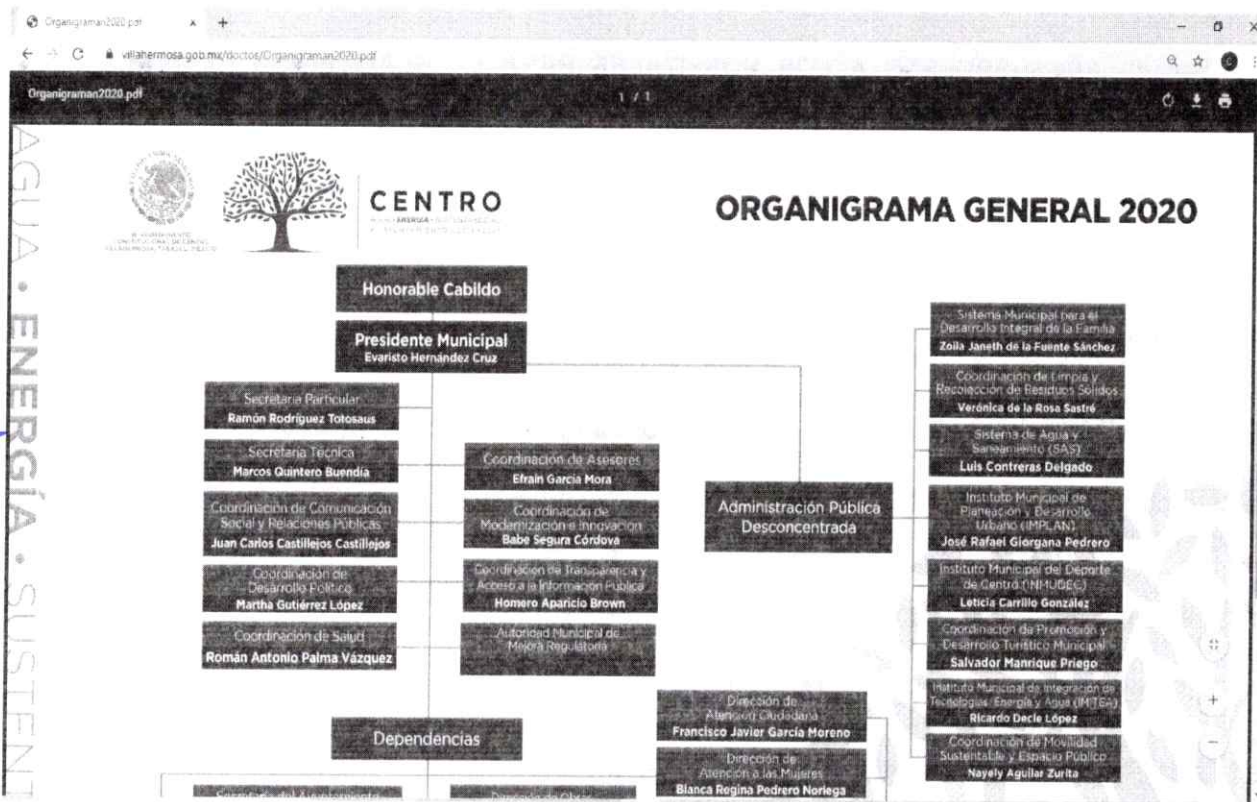 Organigraman2020.pdf
villahermosa.gob.mx/doctos/Organigraman2020.pdf
Organigraman2020.pdf
1 / 1
AGUA • ENERGÍA • SUSTENT
CENTRO
ORGANIGRAMA GENERAL 2020
Honorable Cabildo
Presidente Municipal
Evaristo Hernández Cruz
Secretaría Particular
Ramón Rodríguez Totosaus
Secretaría Técnica
Marcos Quintero Buendía
Coordinación de Comunicación
Social y Relaciones Públicas
Juan Carlos Castillejos Castillejos
Coordinación de
Desarrollo Político
Martha Gutiérrez López
Coordinación de Salud
Román Antonio Palma Vázquez
Coordinación de Asesores
Efraín García Mora
Coordinación de
Modernización e Innovación
Babe Segura Córdova
Coordinación de Transparencia y
Acceso a la Información Pública
Homero Aparicio Brown
Autoridad Municipal de
Mejora Regulatoria
Administración Pública
Desconcentrada
Sistema Municipal para el
Desarrollo Integral de la Familia
Zoila Janeth de la Fuente Sánchez
Coordinación de Limpia y
Recolección de Residuos Sólidos
Verónica de la Rosa Sastré
Sistema de Agua y
Saneamiento (SAS)
Luis Contreras Delgado
Instituto Municipal de
Planeación y Desarrollo
Urbano (IMPLAN)
José Rafael Giorgana Pedrero
Instituto Municipal del Deporte
de Centro (INMUDEC)
Leticia Carrillo González
Coordinación de Promoción y
Desarrollo Turístico Municipal
Salvador Manrique Priego
Instituto Municipal de Integración de
Tecnologías, Energía y Agua (IMITEA)
Ricardo Decle López
Coordinación de Movilidad
Sustentable y Espacio Público
Nayely Aguilar Zurita
Dependencias
Dirección de
Atención Ciudadana
Francisco Javier García Moreno
Dirección de
Atención a las Mujeres
Blanca Regina Pedrero Noriega